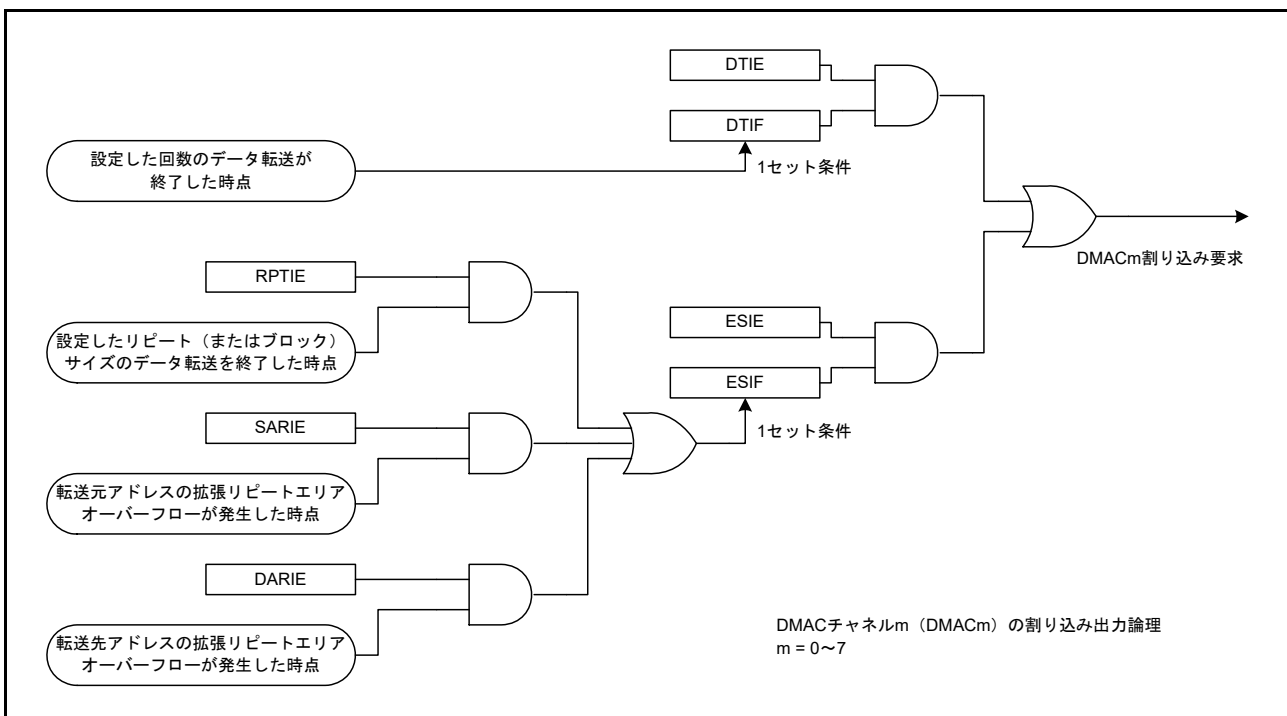 DTIE
DTIF
設定した回数のデータ転送が
終了した時点
1セット条件
DMACm割り込み要求
RPTIE
設定したリピート（またはブロック）
サイズのデータ転送を終了した時点
ESIE
ESIF
1セット条件
SARIE
転送元アドレスの拡張リピートエリア
オーバーフローが発生した時点
DARIE
転送先アドレスの拡張リピートエリア
オーバーフローが発生した時点
DMACチャネルm（DMACm）の割り込み出力論理
m = 0～7